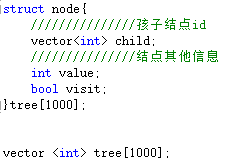 struct node{
///////////////孩子结点id
vector<int> child;
///////////////结点其他信息
int value;
bool visit;
}tree[1000];
vector <int> tree[1000];